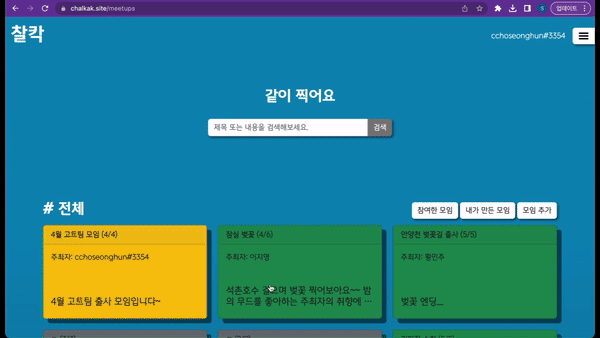 chalkak.site/meetups
업데이트
찰칵
cchoseonghun#3354
같이 찍어요
제목 또는 내용을 검색해보세요.
검색
# 전체
참여한 모임
내가 만든 모임
모임 추가
4월 고트팀 모임 (4/4)
주최자: cchoseonghun#3354
4월 고트팀 출사 모임입니다~
잠실 벚꽃 (4/6)
주최자: 이지영
석촌호수 걸으며 벚꽃 찍어보아요~~ 밤
의 무드를 좋아하는 주최자의 취향에 ...
안양천 벚꽃길 출사 (5/5)
주최자: 황민주
벚꽃 엔딩_